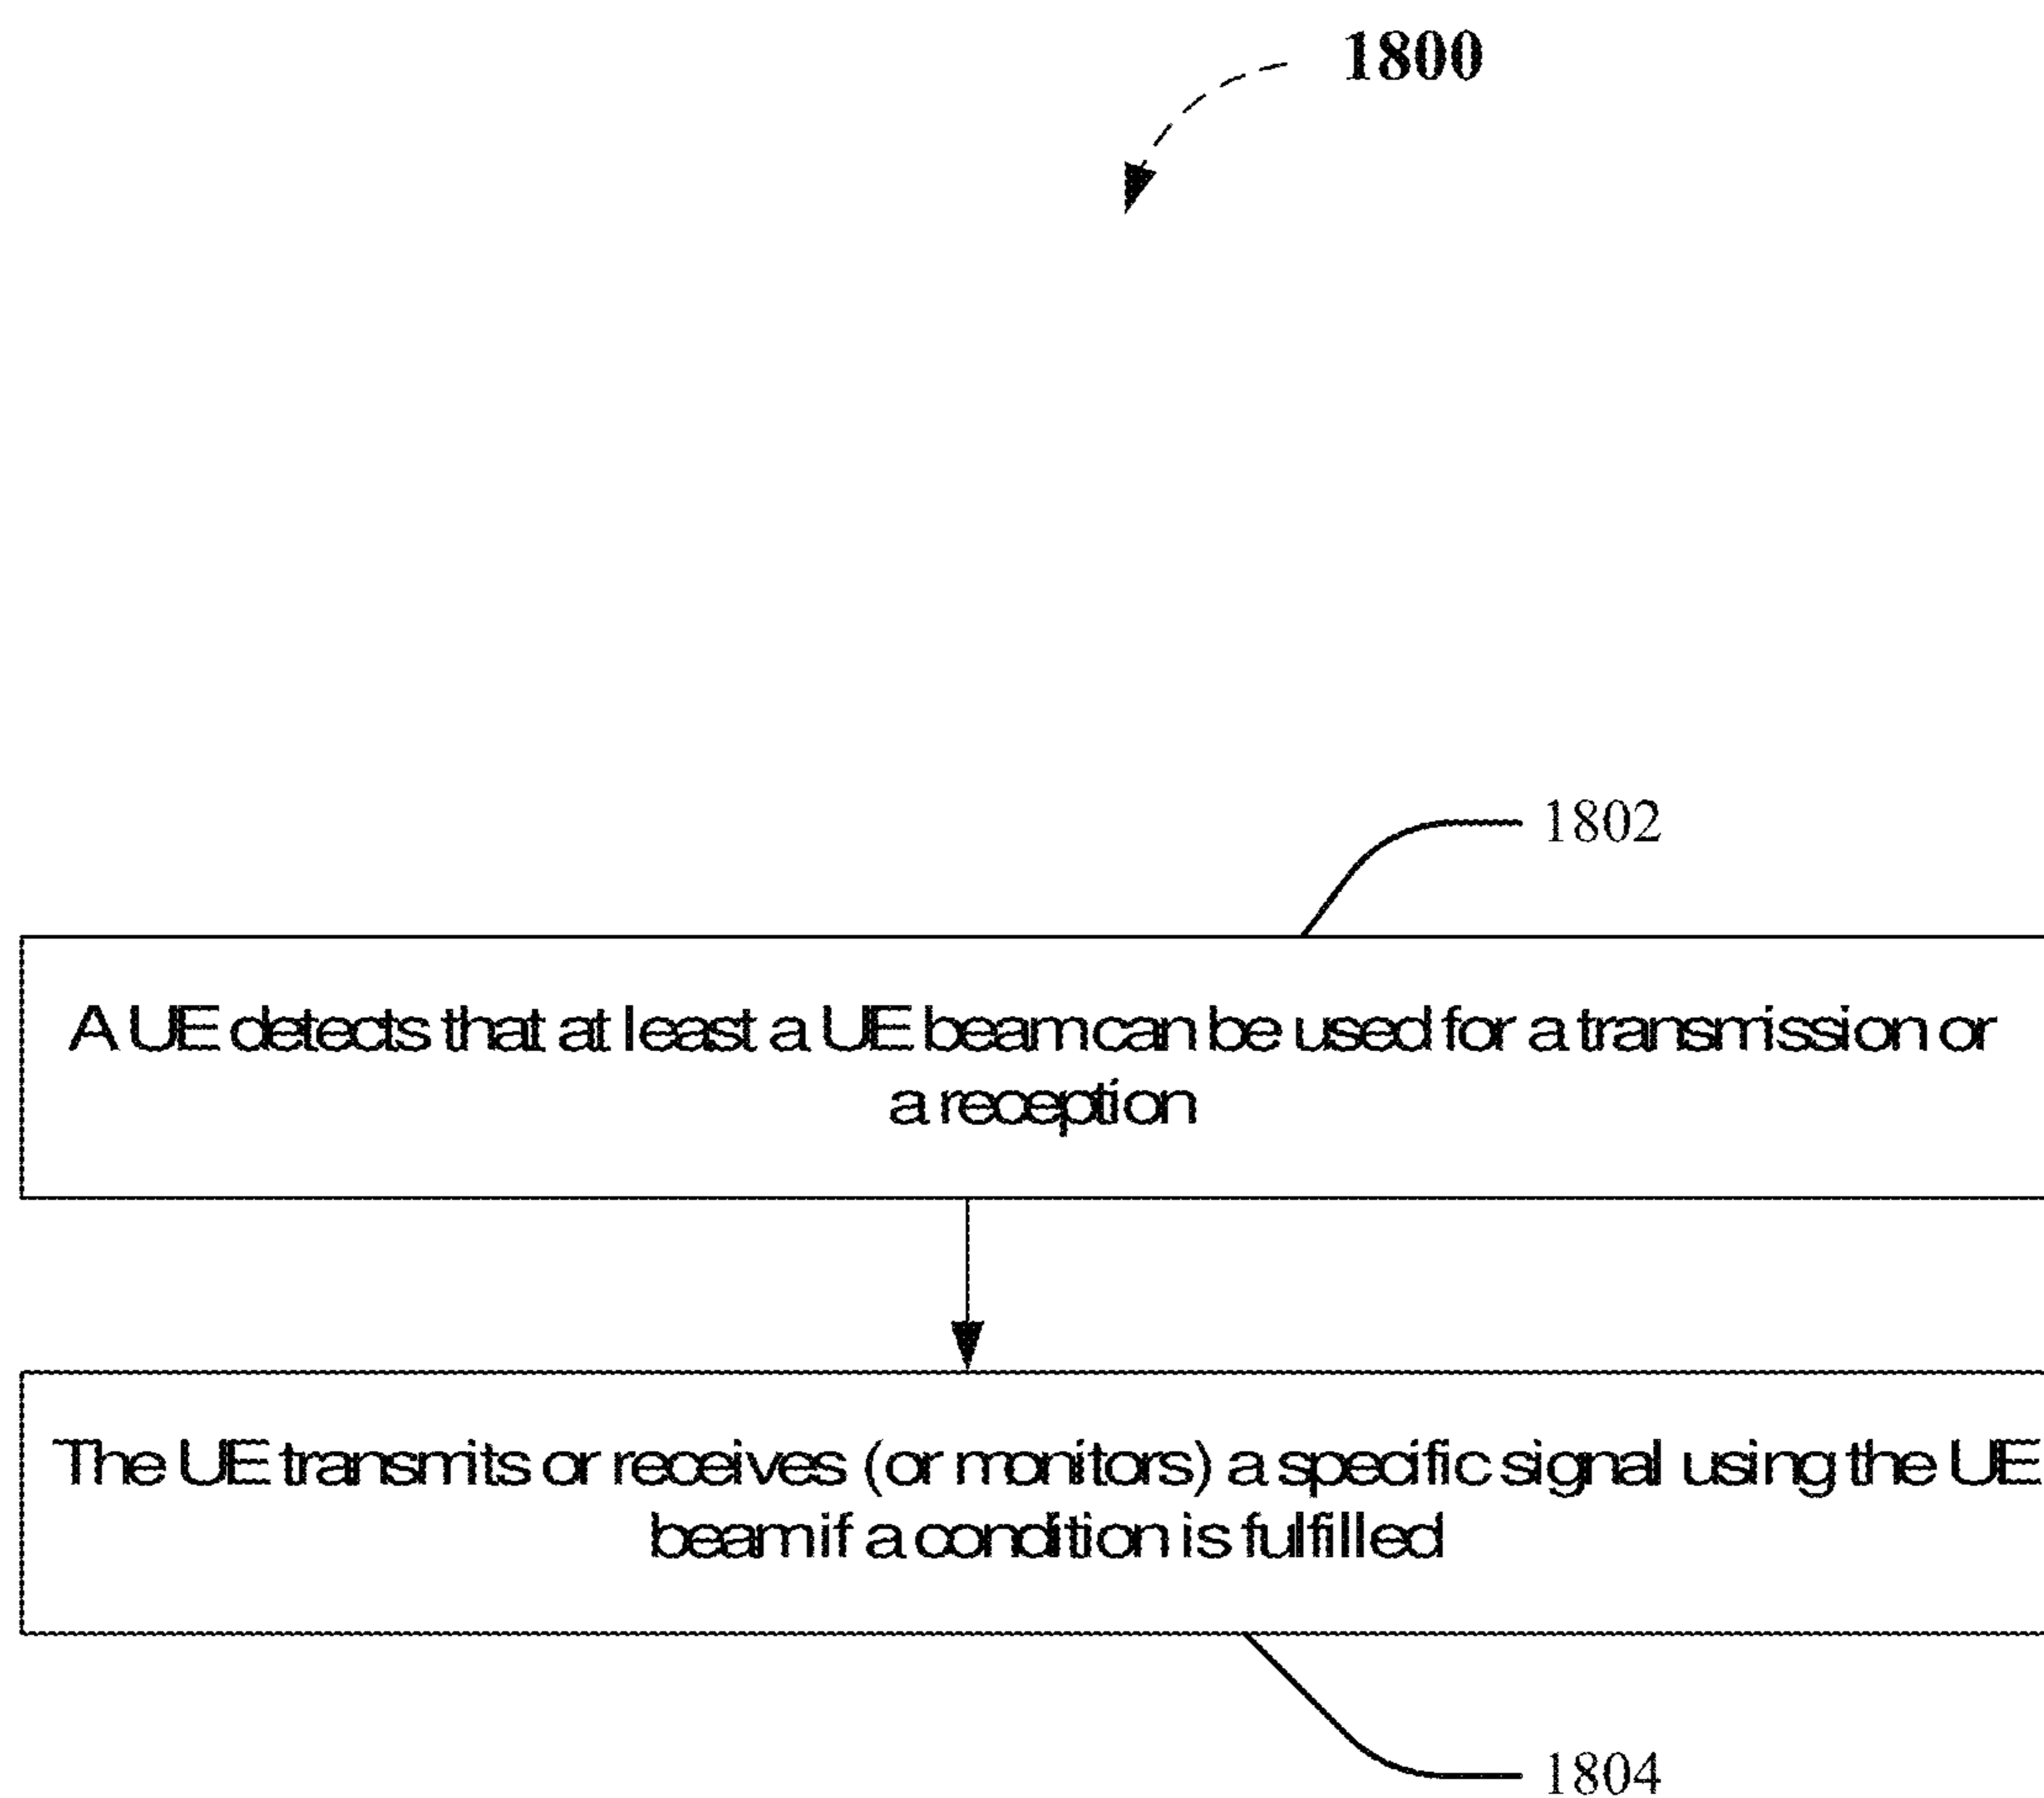 1800
1802
A UE detects that at least a UE beam can be used for a transmission or
a reception
The UE transmits or receives (or monitors) a specific signal using the UE
beam if a condition is fulfilled
1804